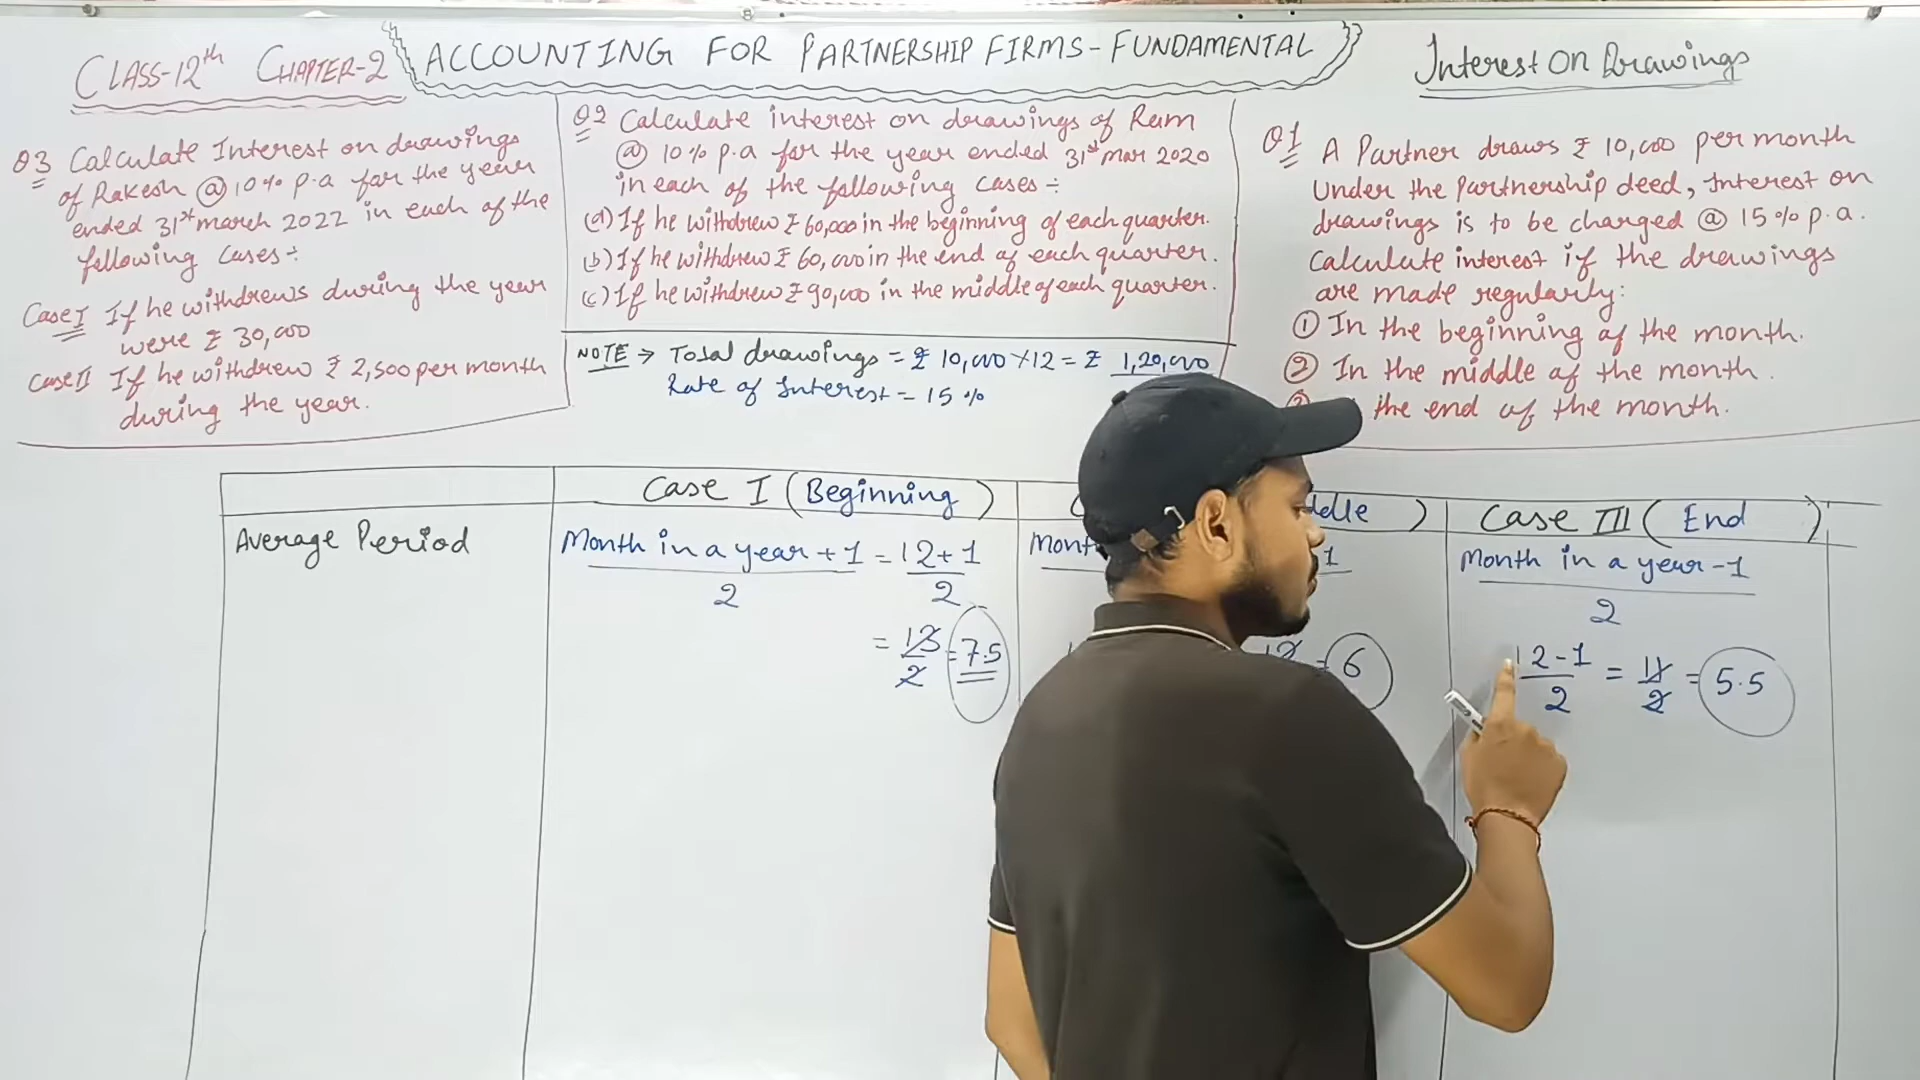 CLASS-12th CHAPTER-2
ACCOUNTING FOR PARTNERSHIP FIRMS-FUNDAMENTAL
Interest On Drawings
Q3 Calculate Interest on drawings
of Rakesh @ 10% p.a for the year
ended 31st march 2022 in each of the
following Cases:-
Case I If he withdrews during the year
were ₹ 30,000
Case II If he withdrew ₹ 2,500 per month
during the year.
Q2 Calculate interest on drawings of Ram
@ 10% p.a for the year ended 31st Mar 2020
in each of the following Cases :-
(a) If he withdrew ₹ 60,000 in the beginning of each quarter.
(b) If he withdrew ₹ 60,000 in the end of each quarter.
(c) If he withdrew ₹ 90,000 in the middle of each quarter.
NOTE → Total drawings = ₹ 10,000 × 12 = ₹ 1,20,000
Rate of Interest = 15 %
Q1 A Partner draws ₹ 10,000 per month
Under the partnership deed, Interest on
drawings is to be charged @ 15% p.a.
Calculate interest if the drawings
are made regularly:
① In the beginning of the month.
② In the middle of the month.
the end of the month.
Case I (Beginning)
)
Case III ( End )
Average Period
Month in a year + 1 = 12+1
2 2
= 13 = 7.5
2
1
= 6
Month in a year - 1
2
12-1 = 11 = 5.5
2 2